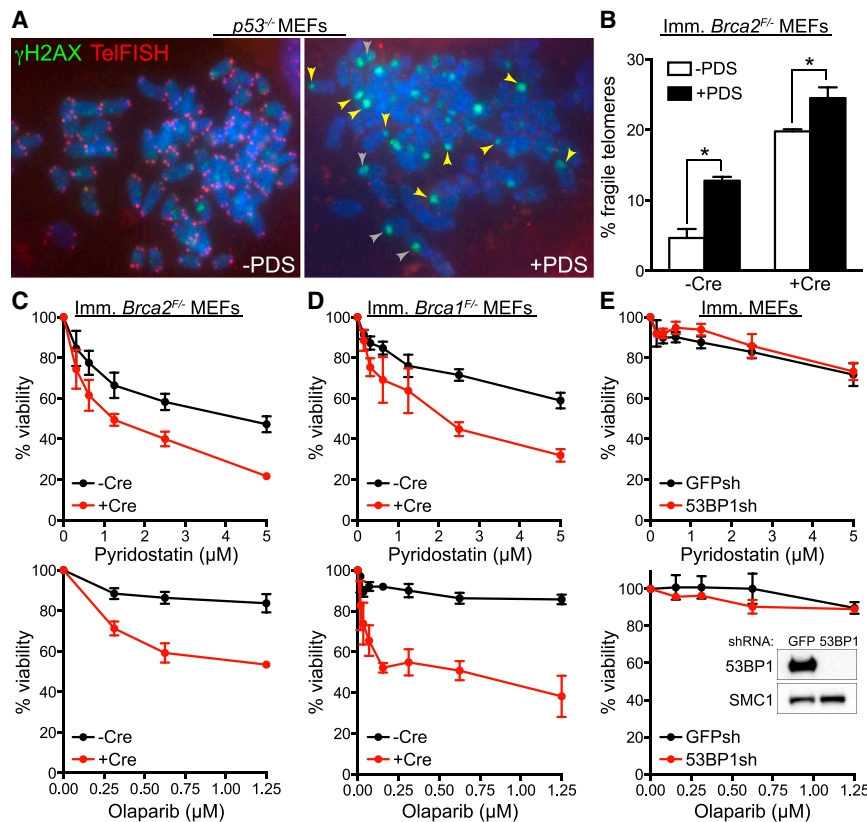 A
p53-/- MEFs
γH2AX TelFISH
-PDS
+PDS
B
Imm. Brca2F/- MEFs
% fragile telomeres
30
20
10
0
-PDS
+PDS
*
*
-Cre
+Cre
C
Imm. Brca2F/- MEFs
% viability
100
80
60
40
20
0
-Cre
+Cre
0 1 2 3 4 5
Pyridostatin (μM)
% viability
100
80
60
40
20
0
-Cre
+Cre
0.00 0.25 0.50 0.75 1.00 1.25
Olaparib (μM)
D
Imm. Brca1F/- MEFs
% viability
100
80
60
40
20
0
-Cre
+Cre
0 1 2 3 4 5
Pyridostatin (μM)
% viability
100
80
60
40
20
0
-Cre
+Cre
0.00 0.25 0.50 0.75 1.00 1.25
Olaparib (μM)
E
Imm. MEFs
% viability
100
80
60
40
20
0
GFPsh
53BP1sh
0 1 2 3 4 5
Pyridostatin (μM)
% viability
100
80
60
40
20
0
shRNA: GFP 53BP1
53BP1
SMC1
GFPsh
53BP1sh
0.00 0.25 0.50 0.75 1.00 1.25
Olaparib (μM)